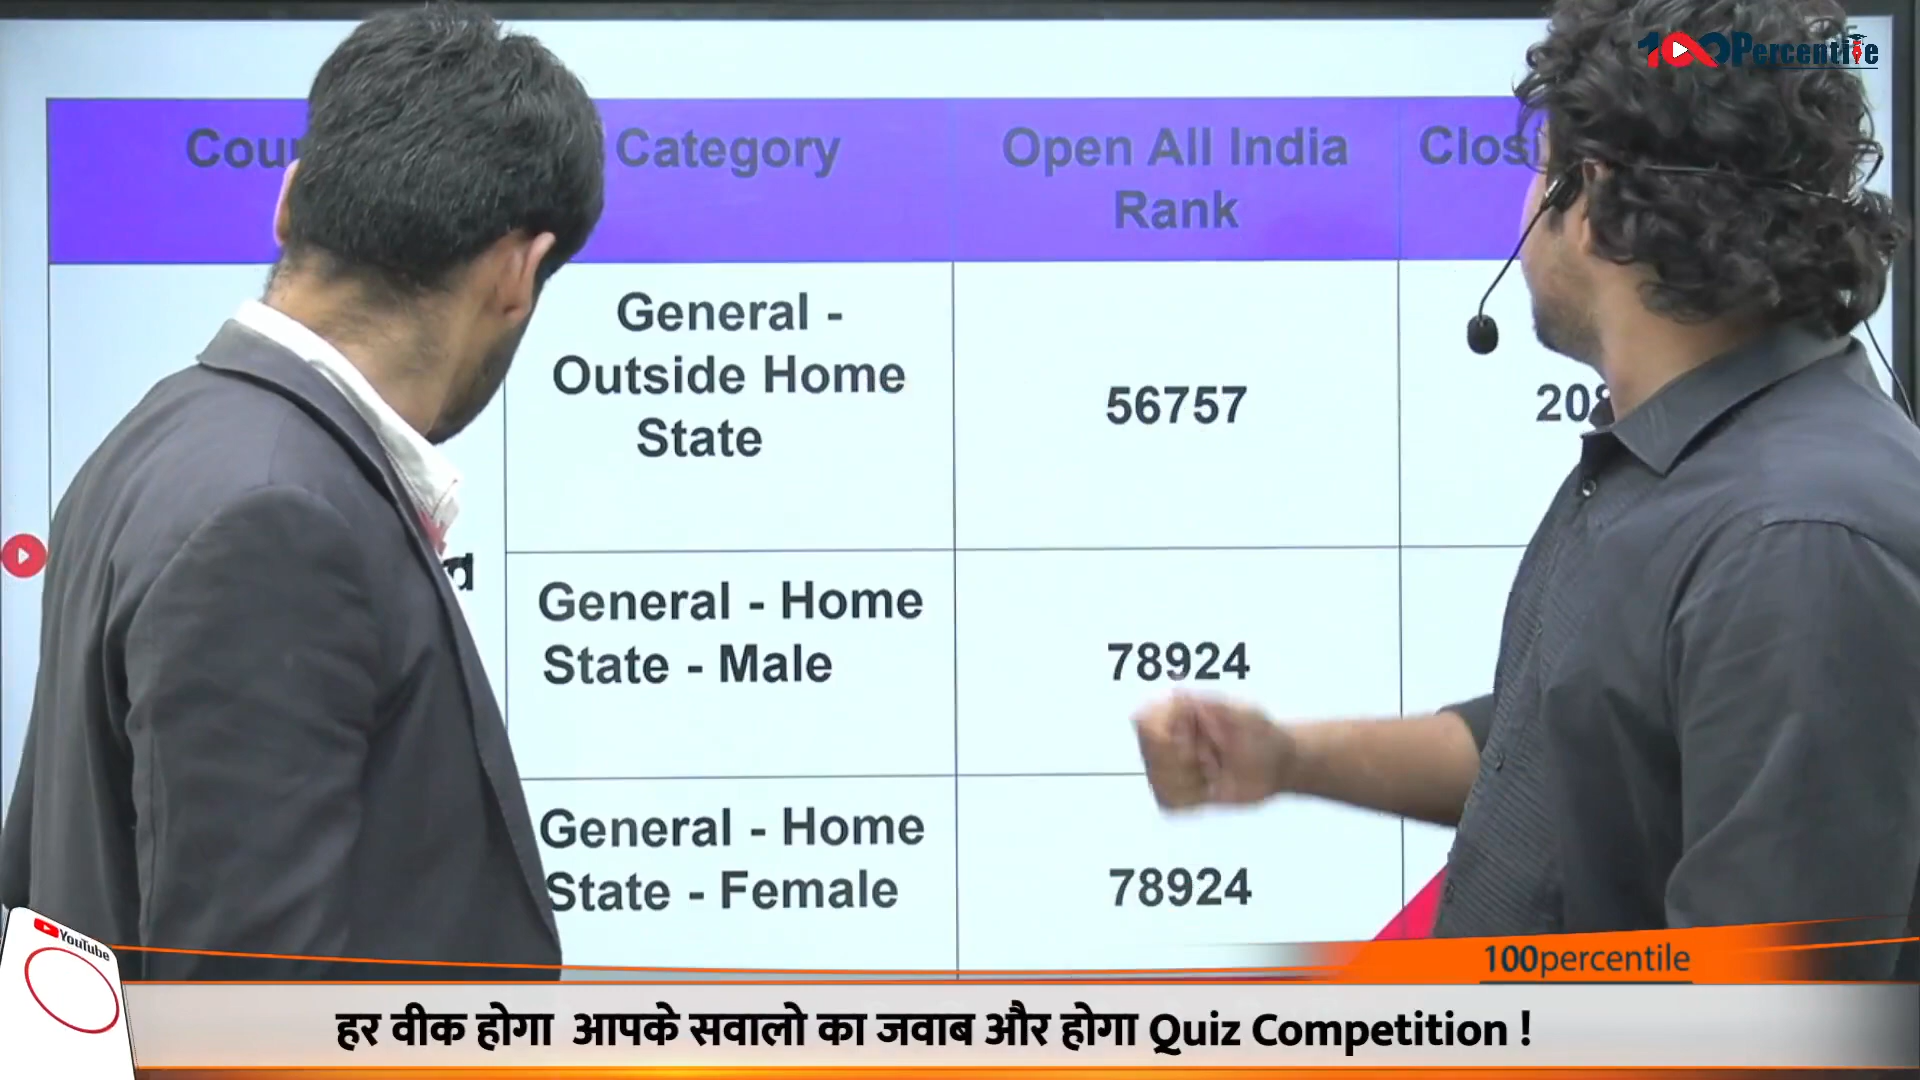 100Percentile
Category
Open All India
Rank
General -
Outside Home
State
56757
General - Home
State - Male
78924
General - Home
State - Female
78924
YouTube
100percentile
हर वीक होगा आपके सवालो का जवाब और होगा Quiz Competition !